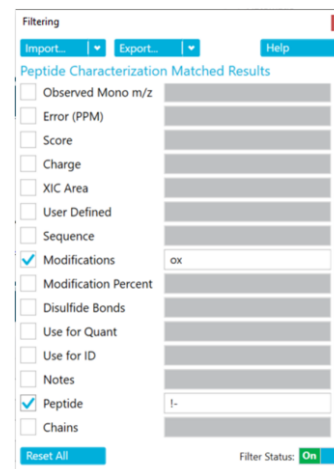 Filtering
Import... Export... Help
Peptide Characterization Matched Results
Observed Mono m/z
Error (PPM)
Score
Charge
XIC Area
User Defined
Sequence
Modifications ox
Modification Percent
Disulfide Bonds
Use for Quant
Use for ID
Notes
Peptide !-
Chains
Reset All Filter Status: On